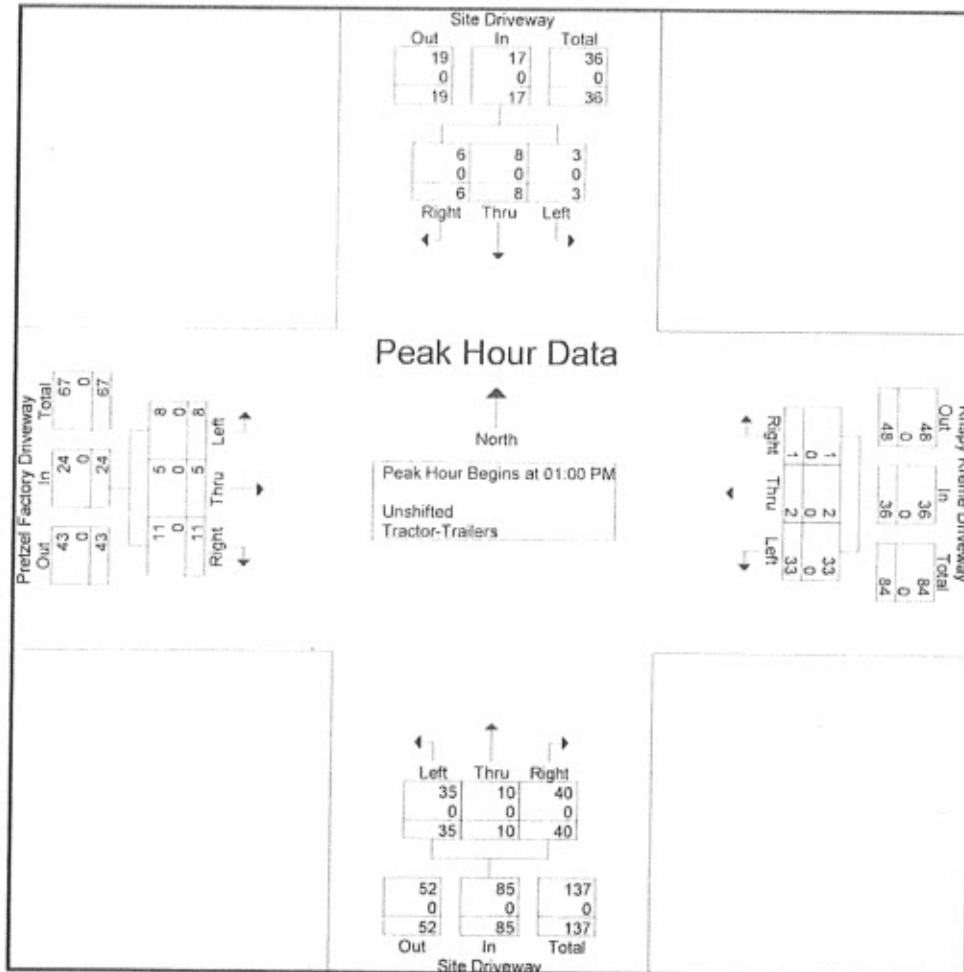 Site Driveway
Out In Total
19 17 36
0 0 0
19 17 36
6 8 3
0 0 0
6 8 3
Right Thru Left
Peak Hour Data
North
Peak Hour Begins at 01:00 PM
Unshifted
Tractor-Trailers
Pretzel Factory Driveway
Out In Total
43 24 67
0 0 0
43 24 67
11 5 8
0 0 0
11 5 8
Right Thru Left
Kreme Driveway
Out In Total
48 36 84
0 0 0
48 36 84
1 2 33
0 0 0
1 2 33
Right Thru Left
Left Thru Right
35 10 40
0 0 0
35 10 40
52 85 137
0 0 0
52 85 137
Out In Total
Site Driveway